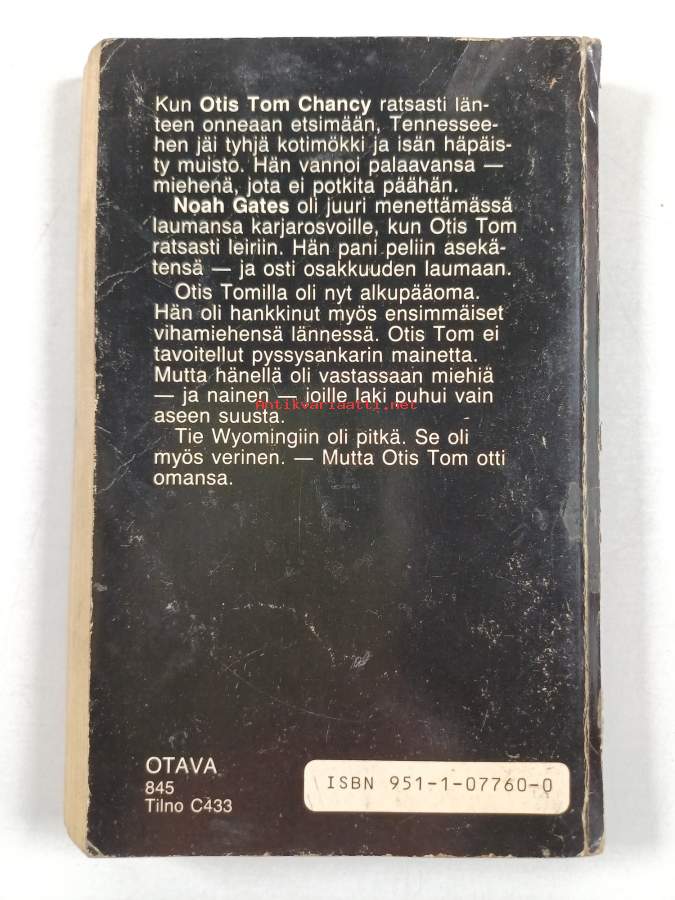 Kun Otis Tom Chancy ratsasti län-
teen onneaan etsimään, Tennesseen-
hen jäi tyhjä kotimökki ja isän häpäis-
ty muisto. Hän vannoi palaavansa —
miehenä, jota ei potkita päähän.
Noah Gates oli juuri menettämässä
laumansa karjarosvoille, kun Otis Tom
ratsasti leiriin. Hän pani peliin asekä-
tensä — ja osti osakkuuden laumaan.
Otis Tomilla oli nyt alkupääoma.
Hän oli hankkinut myös ensimmäiset
vihamiehensä lännessä. Otis Tom ei
tavoitellut pyssysankarin mainetta.
Mutta hänellä oli vastassaan miehiä
— ja nainen — joille laki puhui vain
Antikvariaatti.net
aseen suusta.
Tie Wyomingiin oli pitkä. Se oli
myös verinen. — Mutta Otis Tom otti
omansa.
OTAVA
845
Tilno C433
ISBN 951-1-07760-0